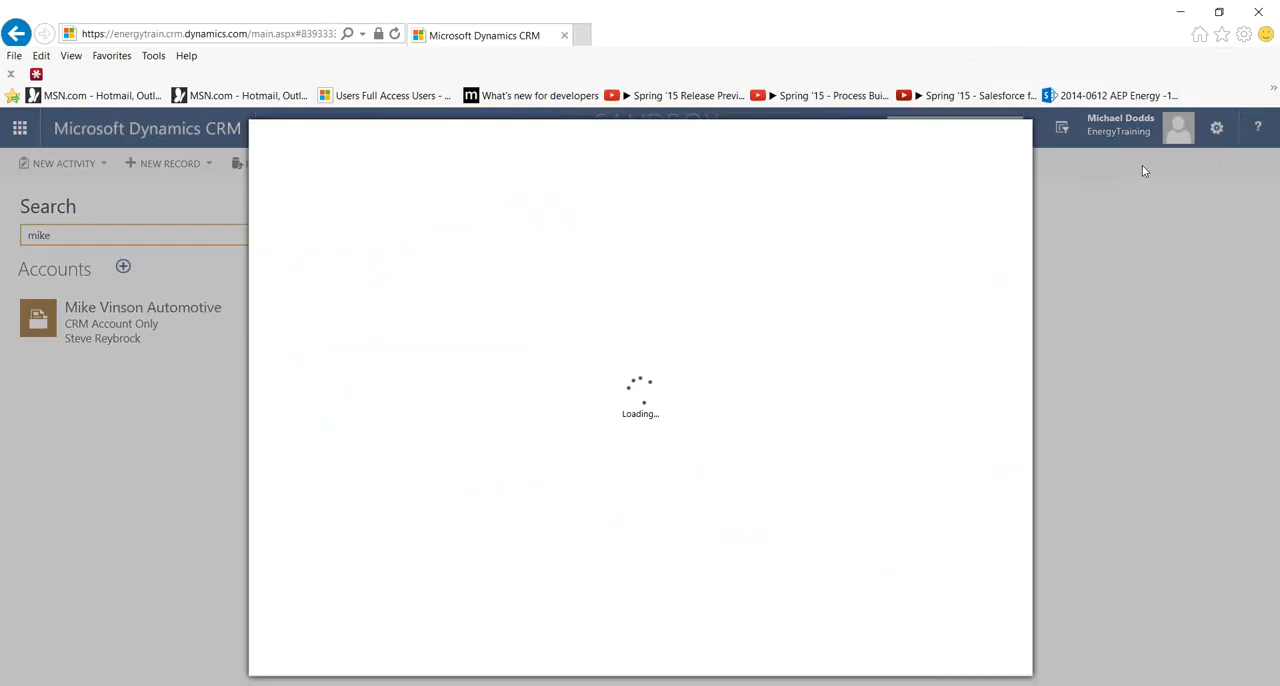 https://energytrain.crm.dynamics.com/main.aspx#839333:
Microsoft Dynamics CRM
File Edit View Favorites Tools Help
x
MSN.com - Hotmail, Outl...
MSN.com - Hotmail, Outl...
Users Full Access Users - ...
What's new for developers
▶ Spring '15 Release Previ...
▶ Spring '15 - Process Bui...
▶ Spring '15 - Salesforce f...
2014-0612 AEP Energy -1...
Microsoft Dynamics CRM
SANDBOX
Michael Dodds
EnergyTraining
?
NEW ACTIVITY
NEW RECORD
Search
mike
Accounts
Mike Vinson Automotive
CRM Account Only
Steve Reybrock
Loading...